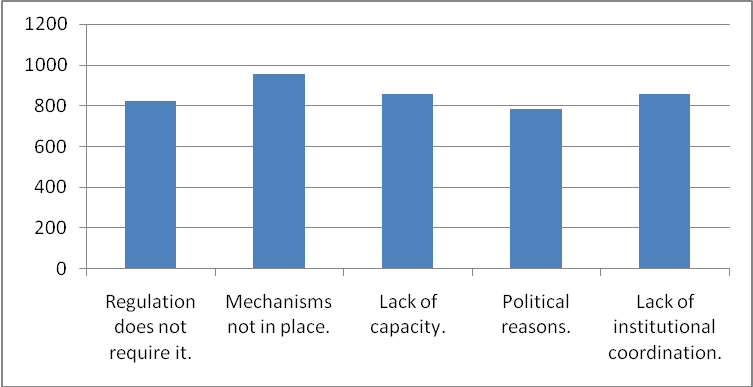 1200
1000
800
600
400
200
0
Regulation
does not
require it.
Mechanisms
not in place.
Lack of
capacity.
Political
reasons.
Lack of
institutional
coordination.